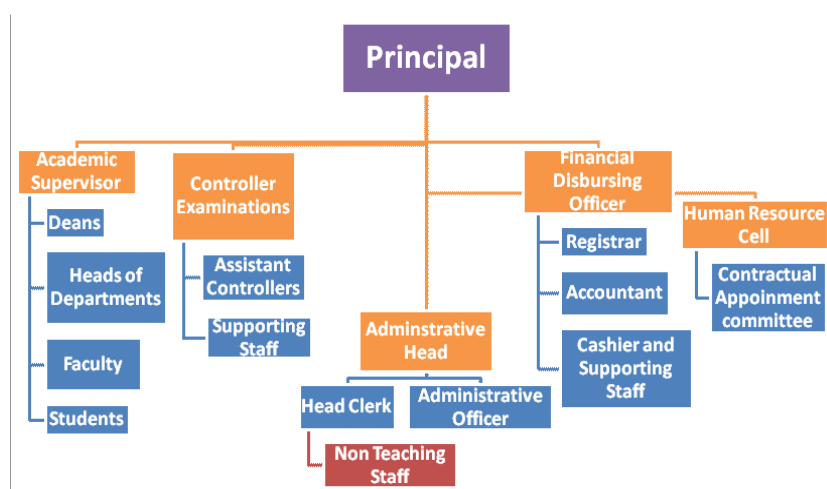 Principal
Academic
Supervisor
Deans
Heads of
Departments
Faculty
Students
Controller
Examinations
Assistant
Controllers
Supporting
Staff
Adminstrative
Head
Head Clerk
Administrative
Officer
Non Teaching
Staff
Financial
Disbursing
Officer
Registrar
Accountant
Cashier and
Supporting
Staff
Human Resource
Cell
Contractual
Appoinment
committee